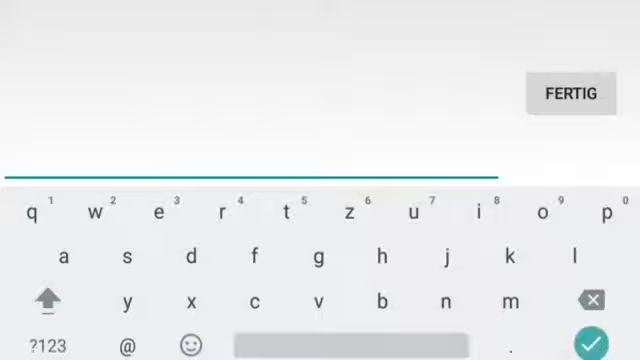 FERTIG
q 1 w 2 e 3 r 4 t 5 z 6 u 7 i 8 o 9 p 0
a s d f g h j k l
y x c v b n m
?123 @ .